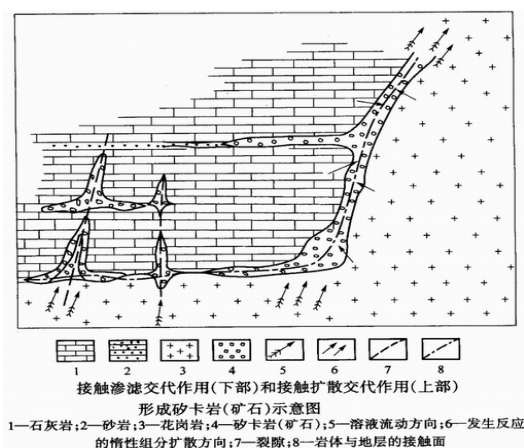 1 2 3 4 5 6 7 8
接触渗滤交代作用(下部)和接触扩散交代作用(上部)
形成矽卡岩(矿石)示意图
1—石灰岩;2—砂岩;3—花岗岩;4—矽卡岩(矿石);5—溶液流动方向;6—发生反应
的惰性组分扩散方向;7—裂隙;8—岩体与地层的接触面